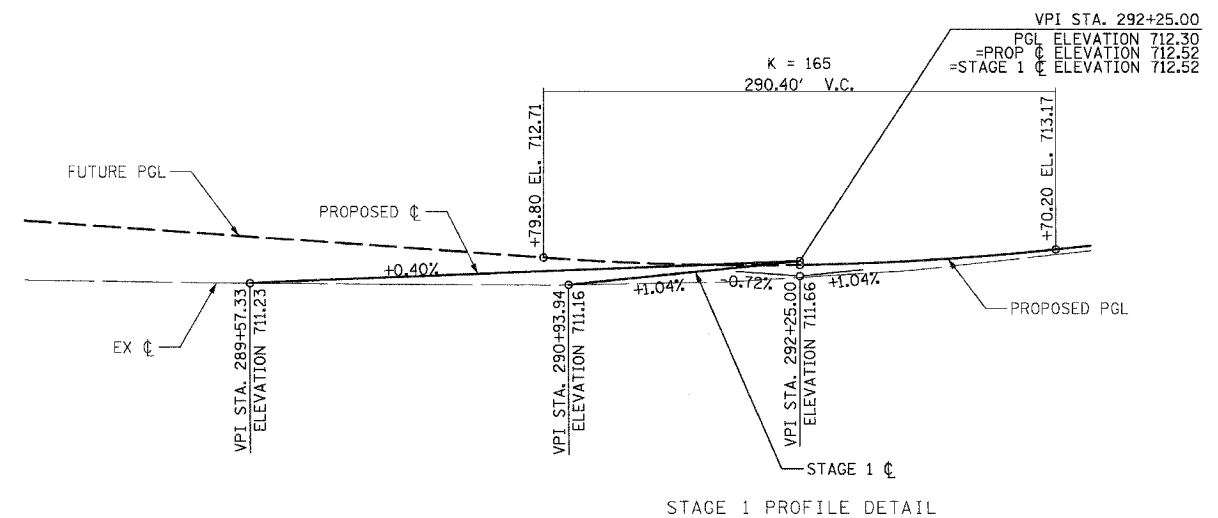 VPI STA. 292+25.00
PGL ELEVATION 712.30
=PROP ℄ ELEVATION 712.52
=STAGE 1 ℄ ELEVATION 712.52
K = 165
290.40' V.C.
+79.80 EL. 712.71
+70.20 EL. 713.17
FUTURE PGL
PROPOSED ℄
+0.40%
+1.04%
-0.72%
+1.04%
EX ℄
PROPOSED PGL
VPI STA. 289+57.33
ELEVATION 711.23
VPI STA. 290+93.94
ELEVATION 711.16
VPI STA. 292+25.00
ELEVATION 711.66
STAGE 1 ℄
STAGE 1 PROFILE DETAIL